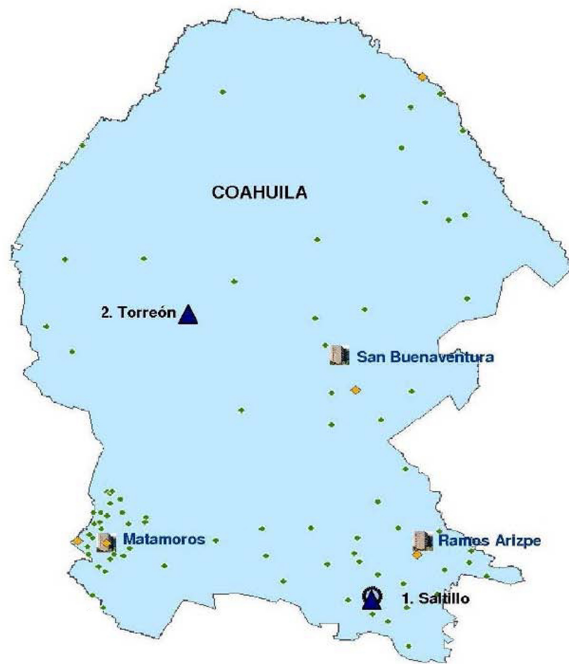 COAHUILA
2. Torreón
San Buenaventura
Matamoros
Ramos Arizpe
1. Saltillo